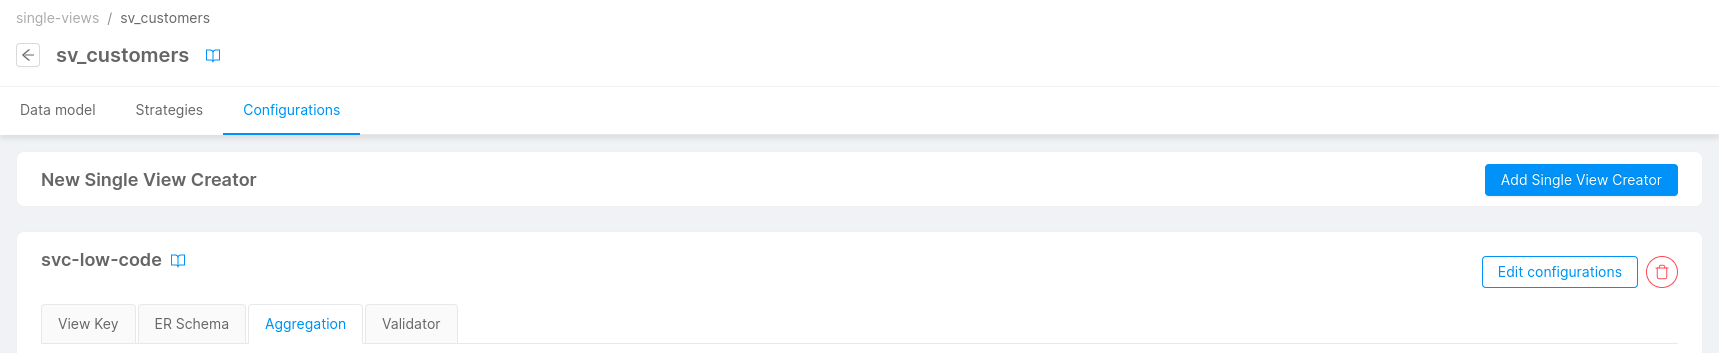 single-views / sv_customers
sv_customers
Data model Strategies Configurations
New Single View Creator Add Single View Creator
svc-low-code Edit configurations
View Key ER Schema Aggregation Validator